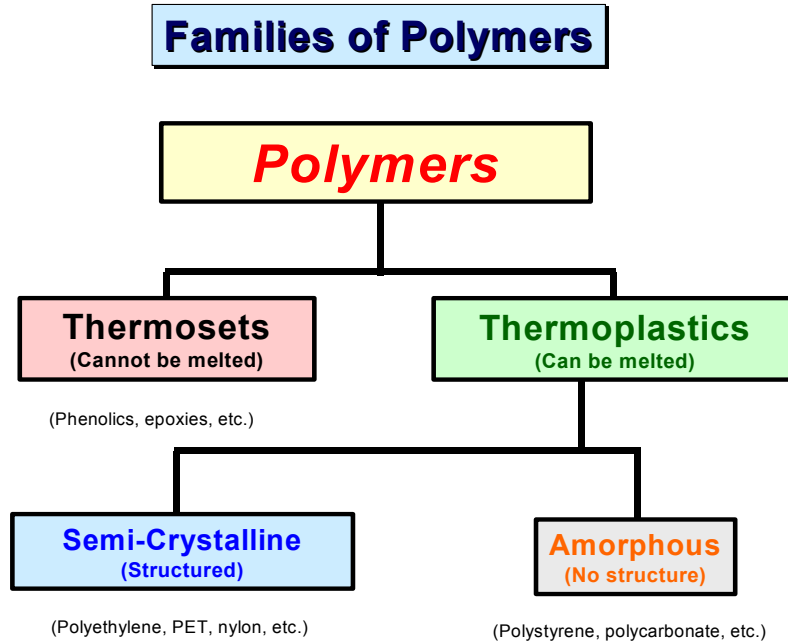 Families of Polymers
Polymers
Thermosets
(Cannot be melted)
Thermoplastics
(Can be melted)
(Phenolics, epoxies, etc.)
Semi-Crystalline
(Structured)
Amorphous
(No structure)
(Polyethylene, PET, nylon, etc.)
(Polystyrene, polycarbonate, etc.)